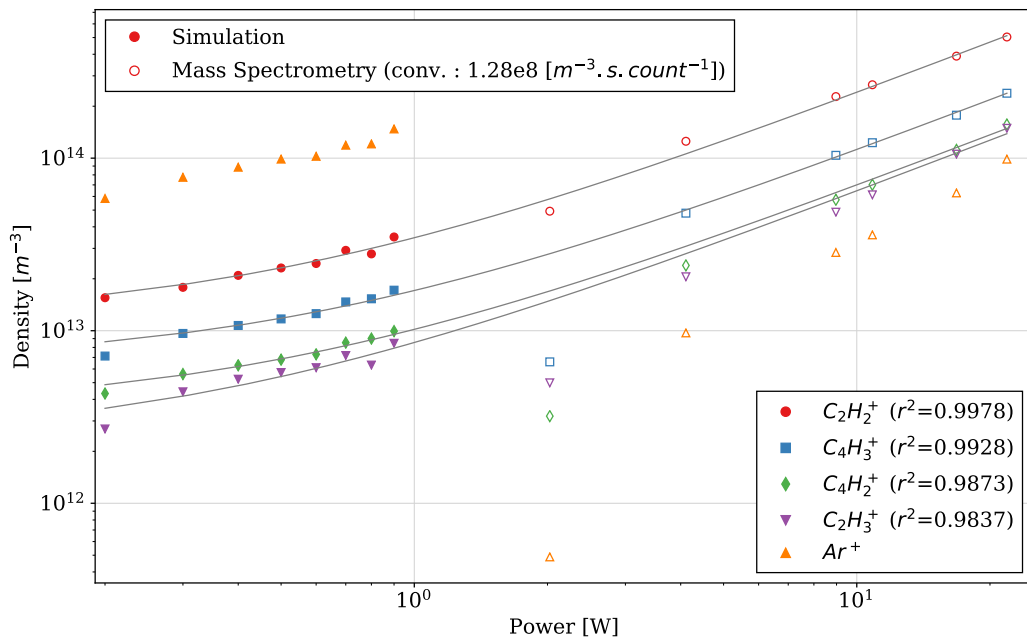 Simulation
Mass Spectrometry (conv. : 1.28e8 [m⁻³.s.count⁻¹])
10¹⁴
10¹³
10¹²
Density [m⁻³]
C₂H₂⁺ (r²=0.9978)
C₄H₃⁺ (r²=0.9928)
C₄H₂⁺ (r²=0.9873)
C₂H₃⁺ (r²=0.9837)
Ar⁺
10⁰
10¹
Power [W]